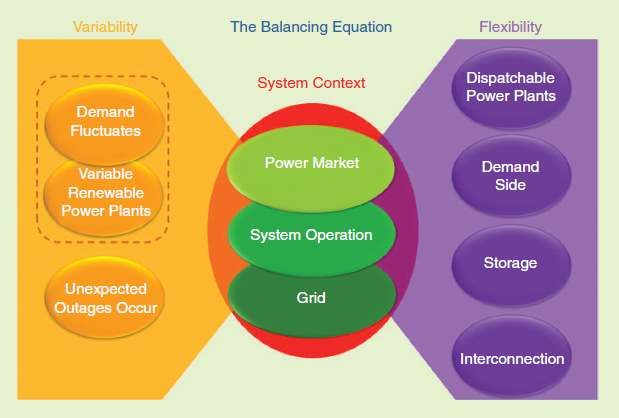 Variability
The Balancing Equation
Flexibility
System Context
Demand
Fluctuates
Variable
Renewable
Power Plants
Unexpected
Outages Occur
Power Market
System Operation
Grid
Dispatchable
Power Plants
Demand
Side
Storage
Interconnection